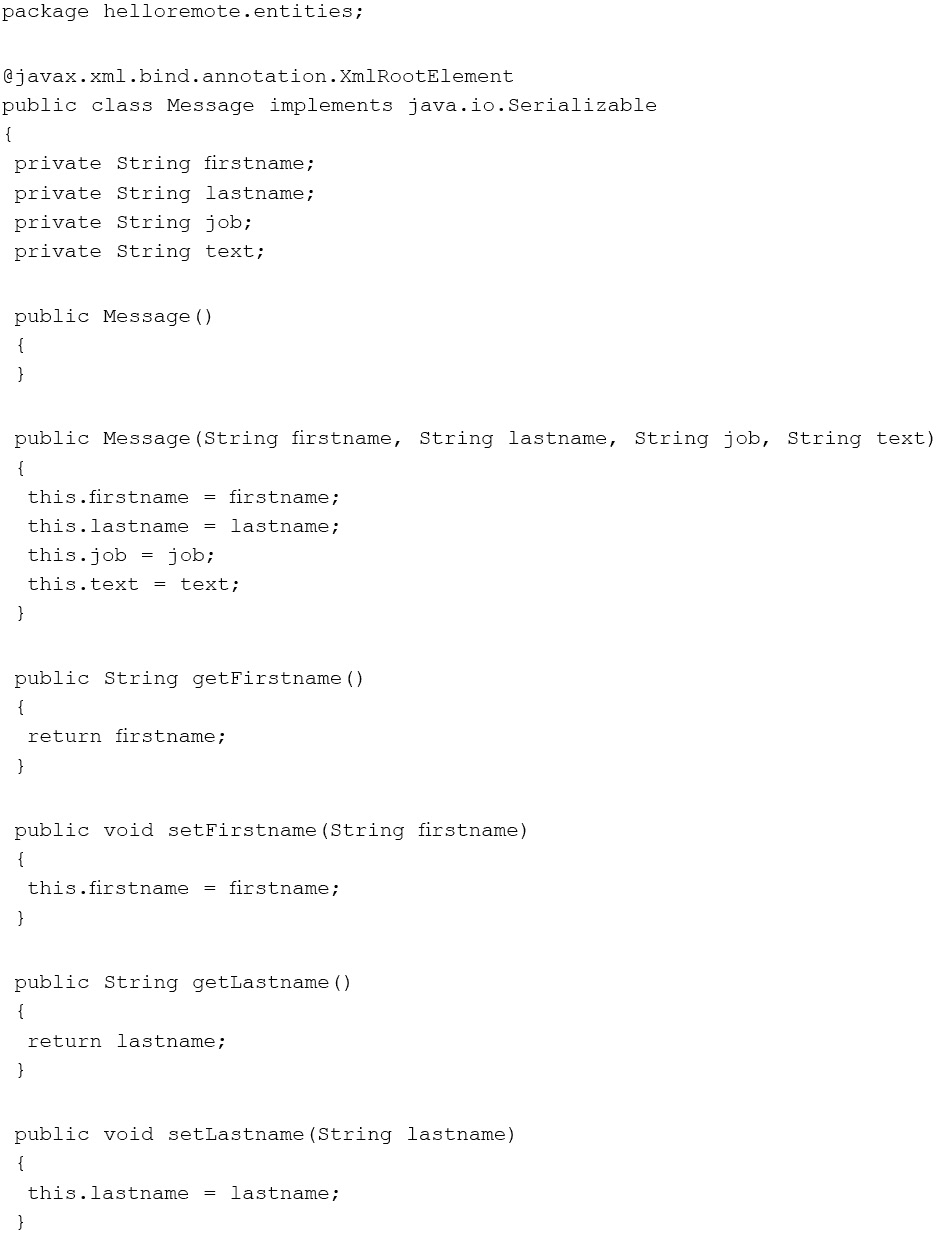 package helloremote.entities;
@javax.xml.bind.annotation.XmlRootElement
public class Message implements java.io.Serializable
{
private String firstname;
private String lastname;
private String job;
private String text;
public Message()
{
}
public Message(String firstname, String lastname, String job, String text)
{
this.firstname = firstname;
this.lastname = lastname;
this.job = job;
this.text = text;
}
public String getFirstname()
{
return firstname;
}
public void setFirstname(String firstname)
{
this.firstname = firstname;
}
public String getLastname()
{
return lastname;
}
public void setLastname(String lastname)
{
this.lastname = lastname;
}